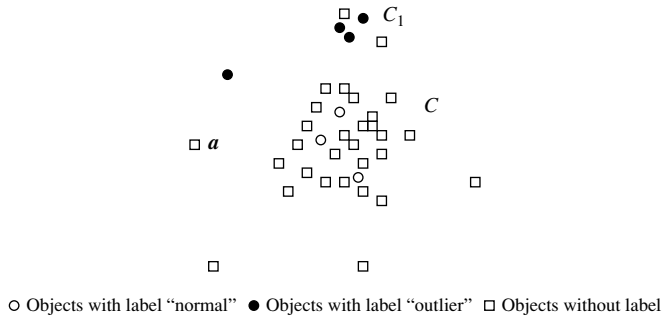 C₁
C
a
Objects with label “normal” Objects with label “outlier” Objects without label